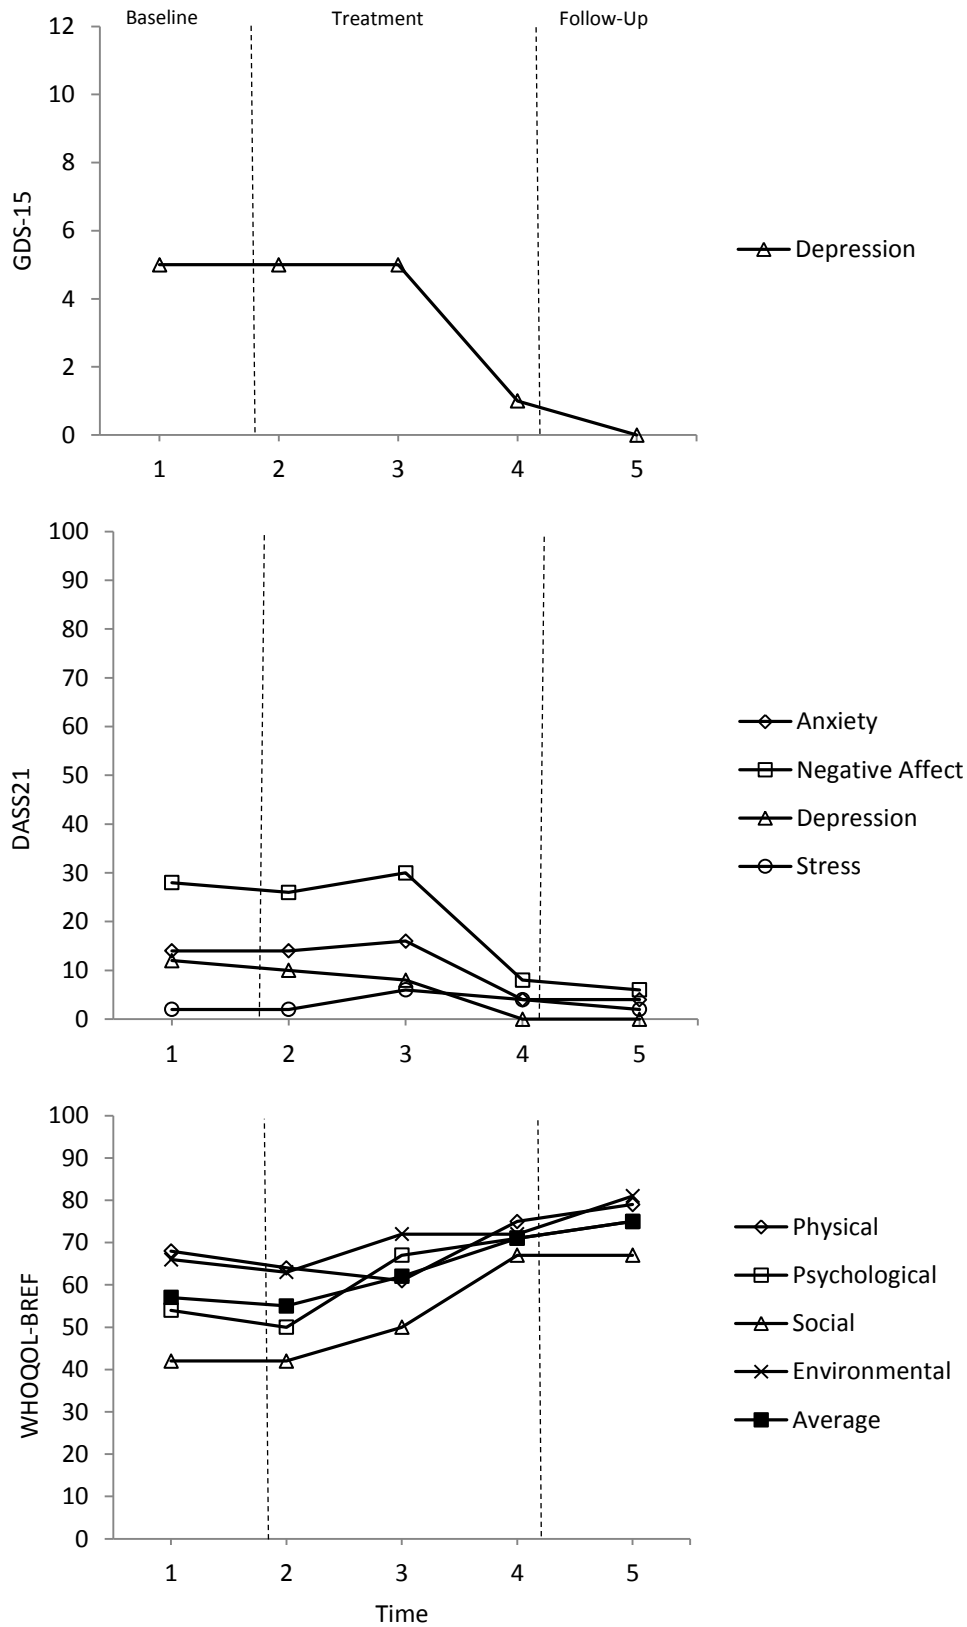 Baseline Treatment Follow-Up
12
10
8
6
4
2
0
GDS-15
1 2 3 4 5
Depression
100
90
80
70
60
50
40
30
20
10
0
DASS21
1 2 3 4 5
Anxiety
Negative Affect
Depression
Stress
100
90
80
70
60
50
40
30
20
10
0
WHOQOL-BREF
1 2 3 4 5
Time
Physical
Psychological
Social
Environmental
Average